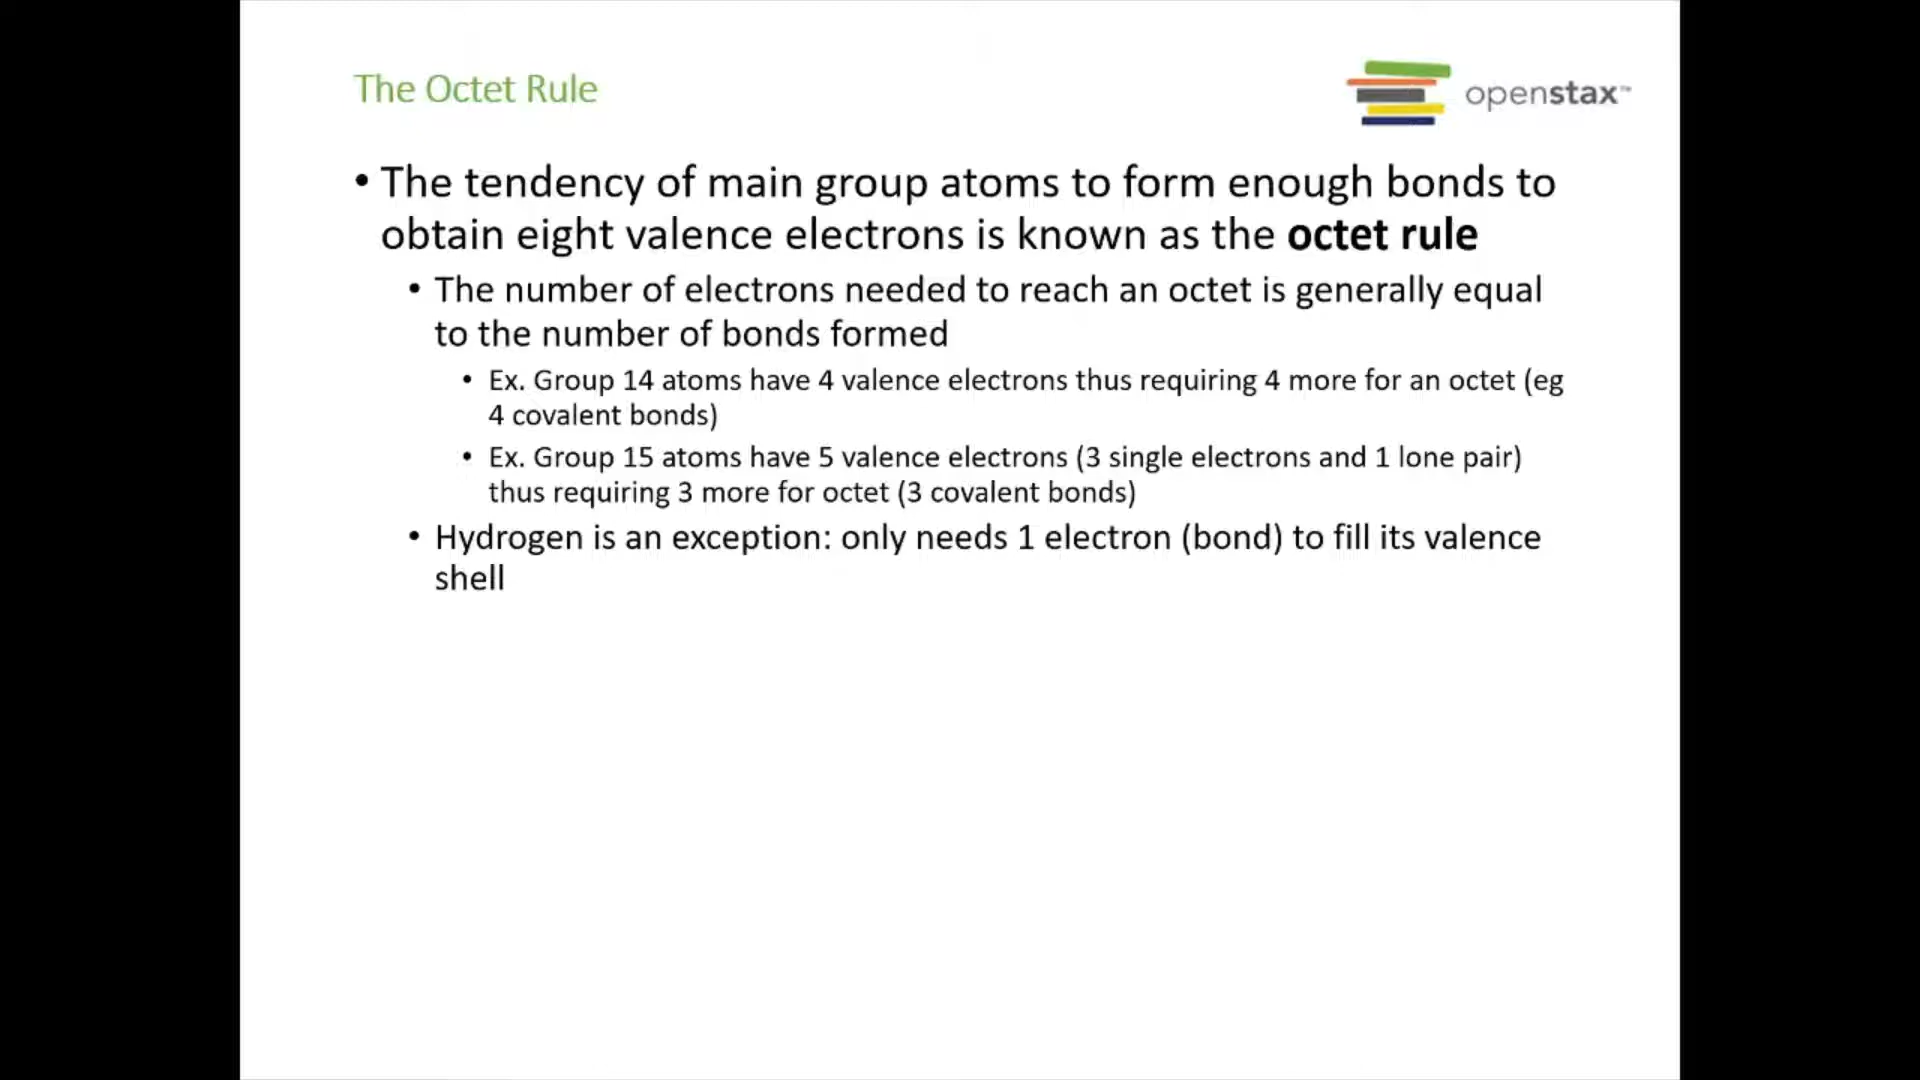 The Octet Rule
openstax™
• The tendency of main group atoms to form enough bonds to
obtain eight valence electrons is known as the octet rule
• The number of electrons needed to reach an octet is generally equal
to the number of bonds formed
• Ex. Group 14 atoms have 4 valence electrons thus requiring 4 more for an octet (eg
4 covalent bonds)
• Ex. Group 15 atoms have 5 valence electrons (3 single electrons and 1 lone pair)
thus requiring 3 more for octet (3 covalent bonds)
• Hydrogen is an exception: only needs 1 electron (bond) to fill its valence
shell